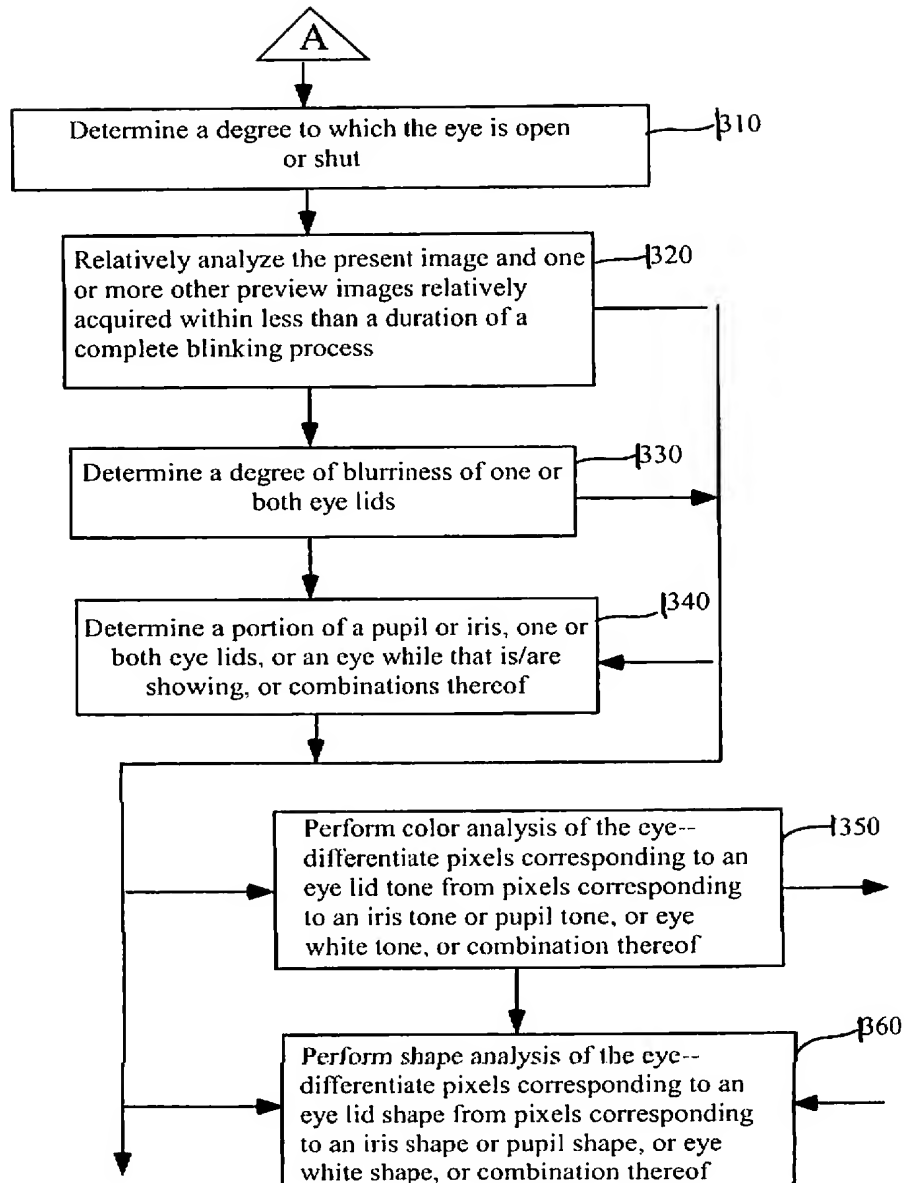 A
Determine a degree to which the eye is open
or shut
310
Relatively analyze the present image and one
or more other preview images relatively
acquired within less than a duration of a
complete blinking process
320
Determine a degree of blurriness of one or
both eye lids
330
Determine a portion of a pupil or iris, one or
both eye lids, or an eye while that is/are
showing, or combinations thereof
340
Perform color analysis of the eye--
differentiate pixels corresponding to an
eye lid tone from pixels corresponding
to an iris tone or pupil tone, or eye
white tone, or combination thereof
350
Perform shape analysis of the eye--
differentiate pixels corresponding to an
eye lid shape from pixels corresponding
to an iris shape or pupil shape, or eye
white shape, or combination thereof
360